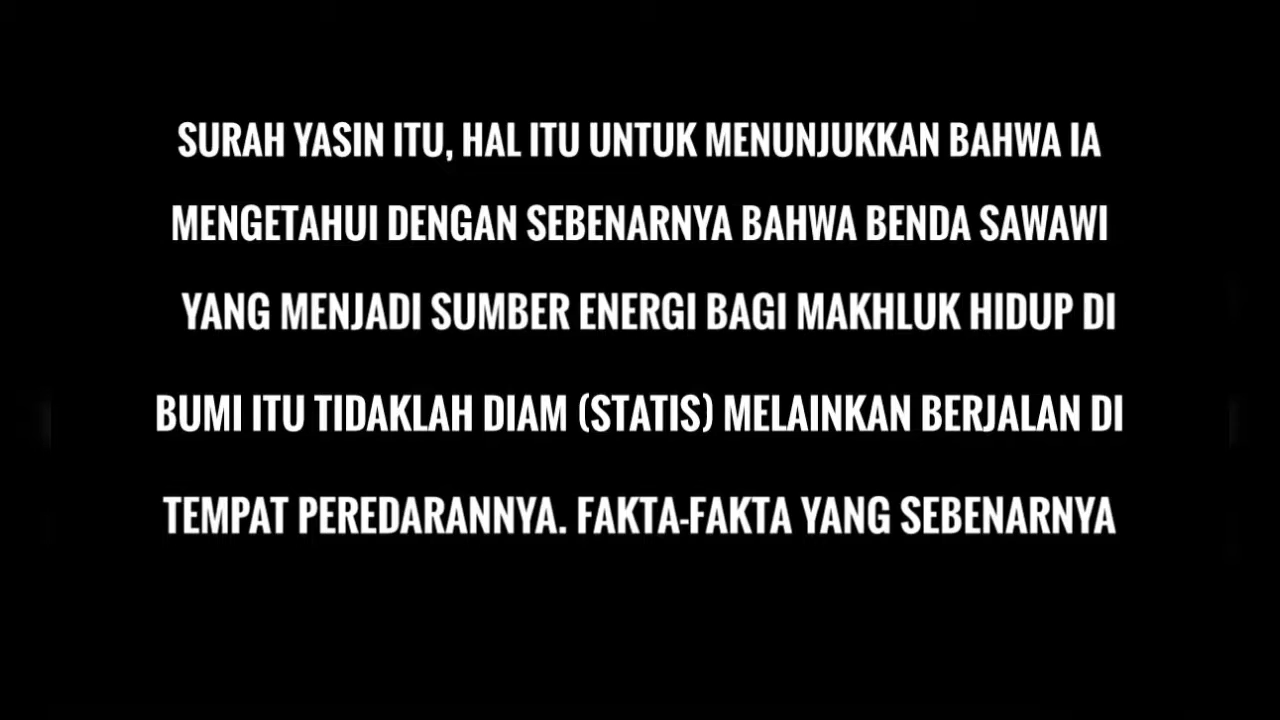 SURAH YASIN ITU, HAL ITU UNTUK MENUNJUKKAN BAHWA IA
MENGETAHUI DENGAN SEBENARNYA BAHWA BENDA SAWAWI
YANG MENJADI SUMBER ENERGI BAGI MAKHLUK HIDUP DI
BUMI ITU TIDAKLAH DIAM (STATIS) MELAINKAN BERJALAN DI
TEMPAT PEREDARANNYA. FAKTA-FAKTA YANG SEBENARNYA